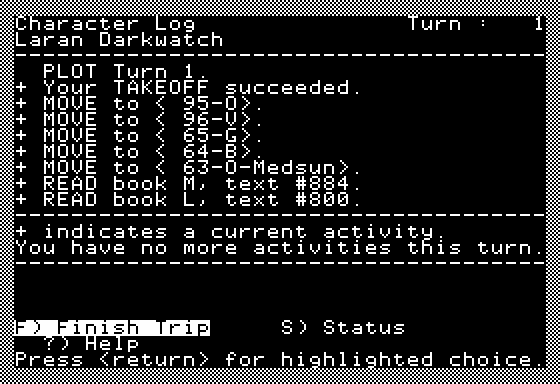 Character Log Turn : 1
Laran Darkwatch
PLOT Turn 1.
+ Your TAKEOFF succeeded.
+ MOVE to < 95-O>.
+ MOVE to < 96-V>.
+ MOVE to < 65-G>.
+ MOVE to < 64-B>.
+ MOVE to < 63-O-Medsun>.
+ READ book M, text #884.
+ READ book L, text #800.
+ indicates a current activity.
You have no more activities this turn.
F) Finish Trip S) Status
?) Help
Press <return> for highlighted choice.